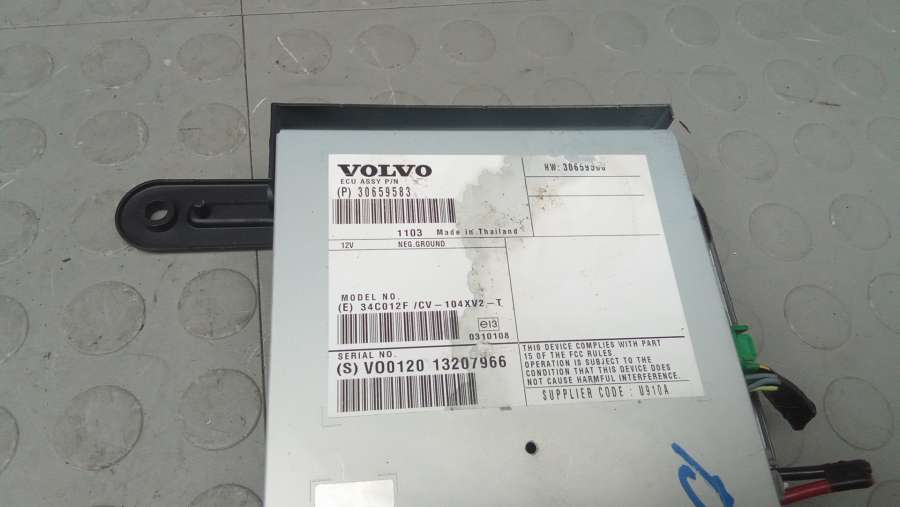 VOLVO
ECU ASSY P/N
(P) 30659583
HW:
1103 Made in Thailand
12V NEG.GROUND
MODEL NO.
(E) 34C012F /CV-104XV2-T
e13
0310108
SERIAL NO.
(S) VO0120 13207966
THIS DEVICE COMPLIES WITH PART
15 OF THE FCC RULES.
OPERATION IS SUBJECT TO THE
CONDITION THAT THIS DEVICE DOES
NOT CAUSE HARMFUL INTERFERENCE.
SUPPLIER CODE : U910A